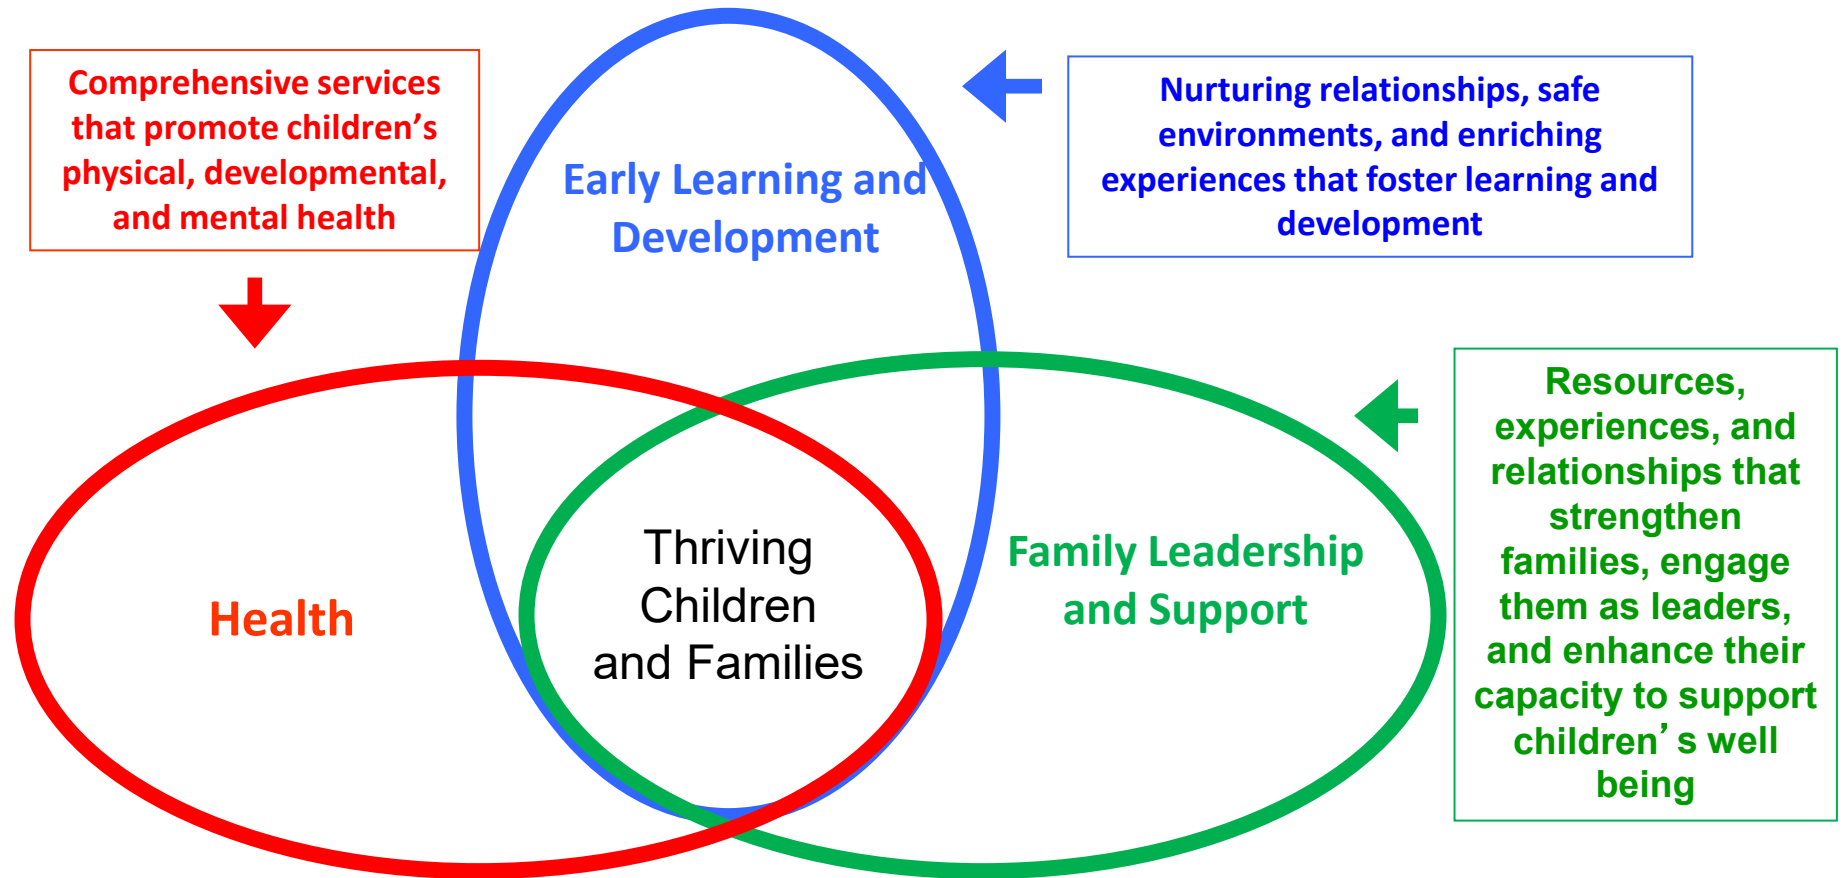 Comprehensive services
that promote children’s
physical, developmental,
and mental health
Nurturing relationships, safe
environments, and enriching
experiences that foster learning and
development
Early Learning and
Development
Resources,
experiences, and
relationships that
strengthen
families, engage
them as leaders,
and enhance their
capacity to support
children’s well
being
Health
Thriving
Children
and Families
Family Leadership
and Support